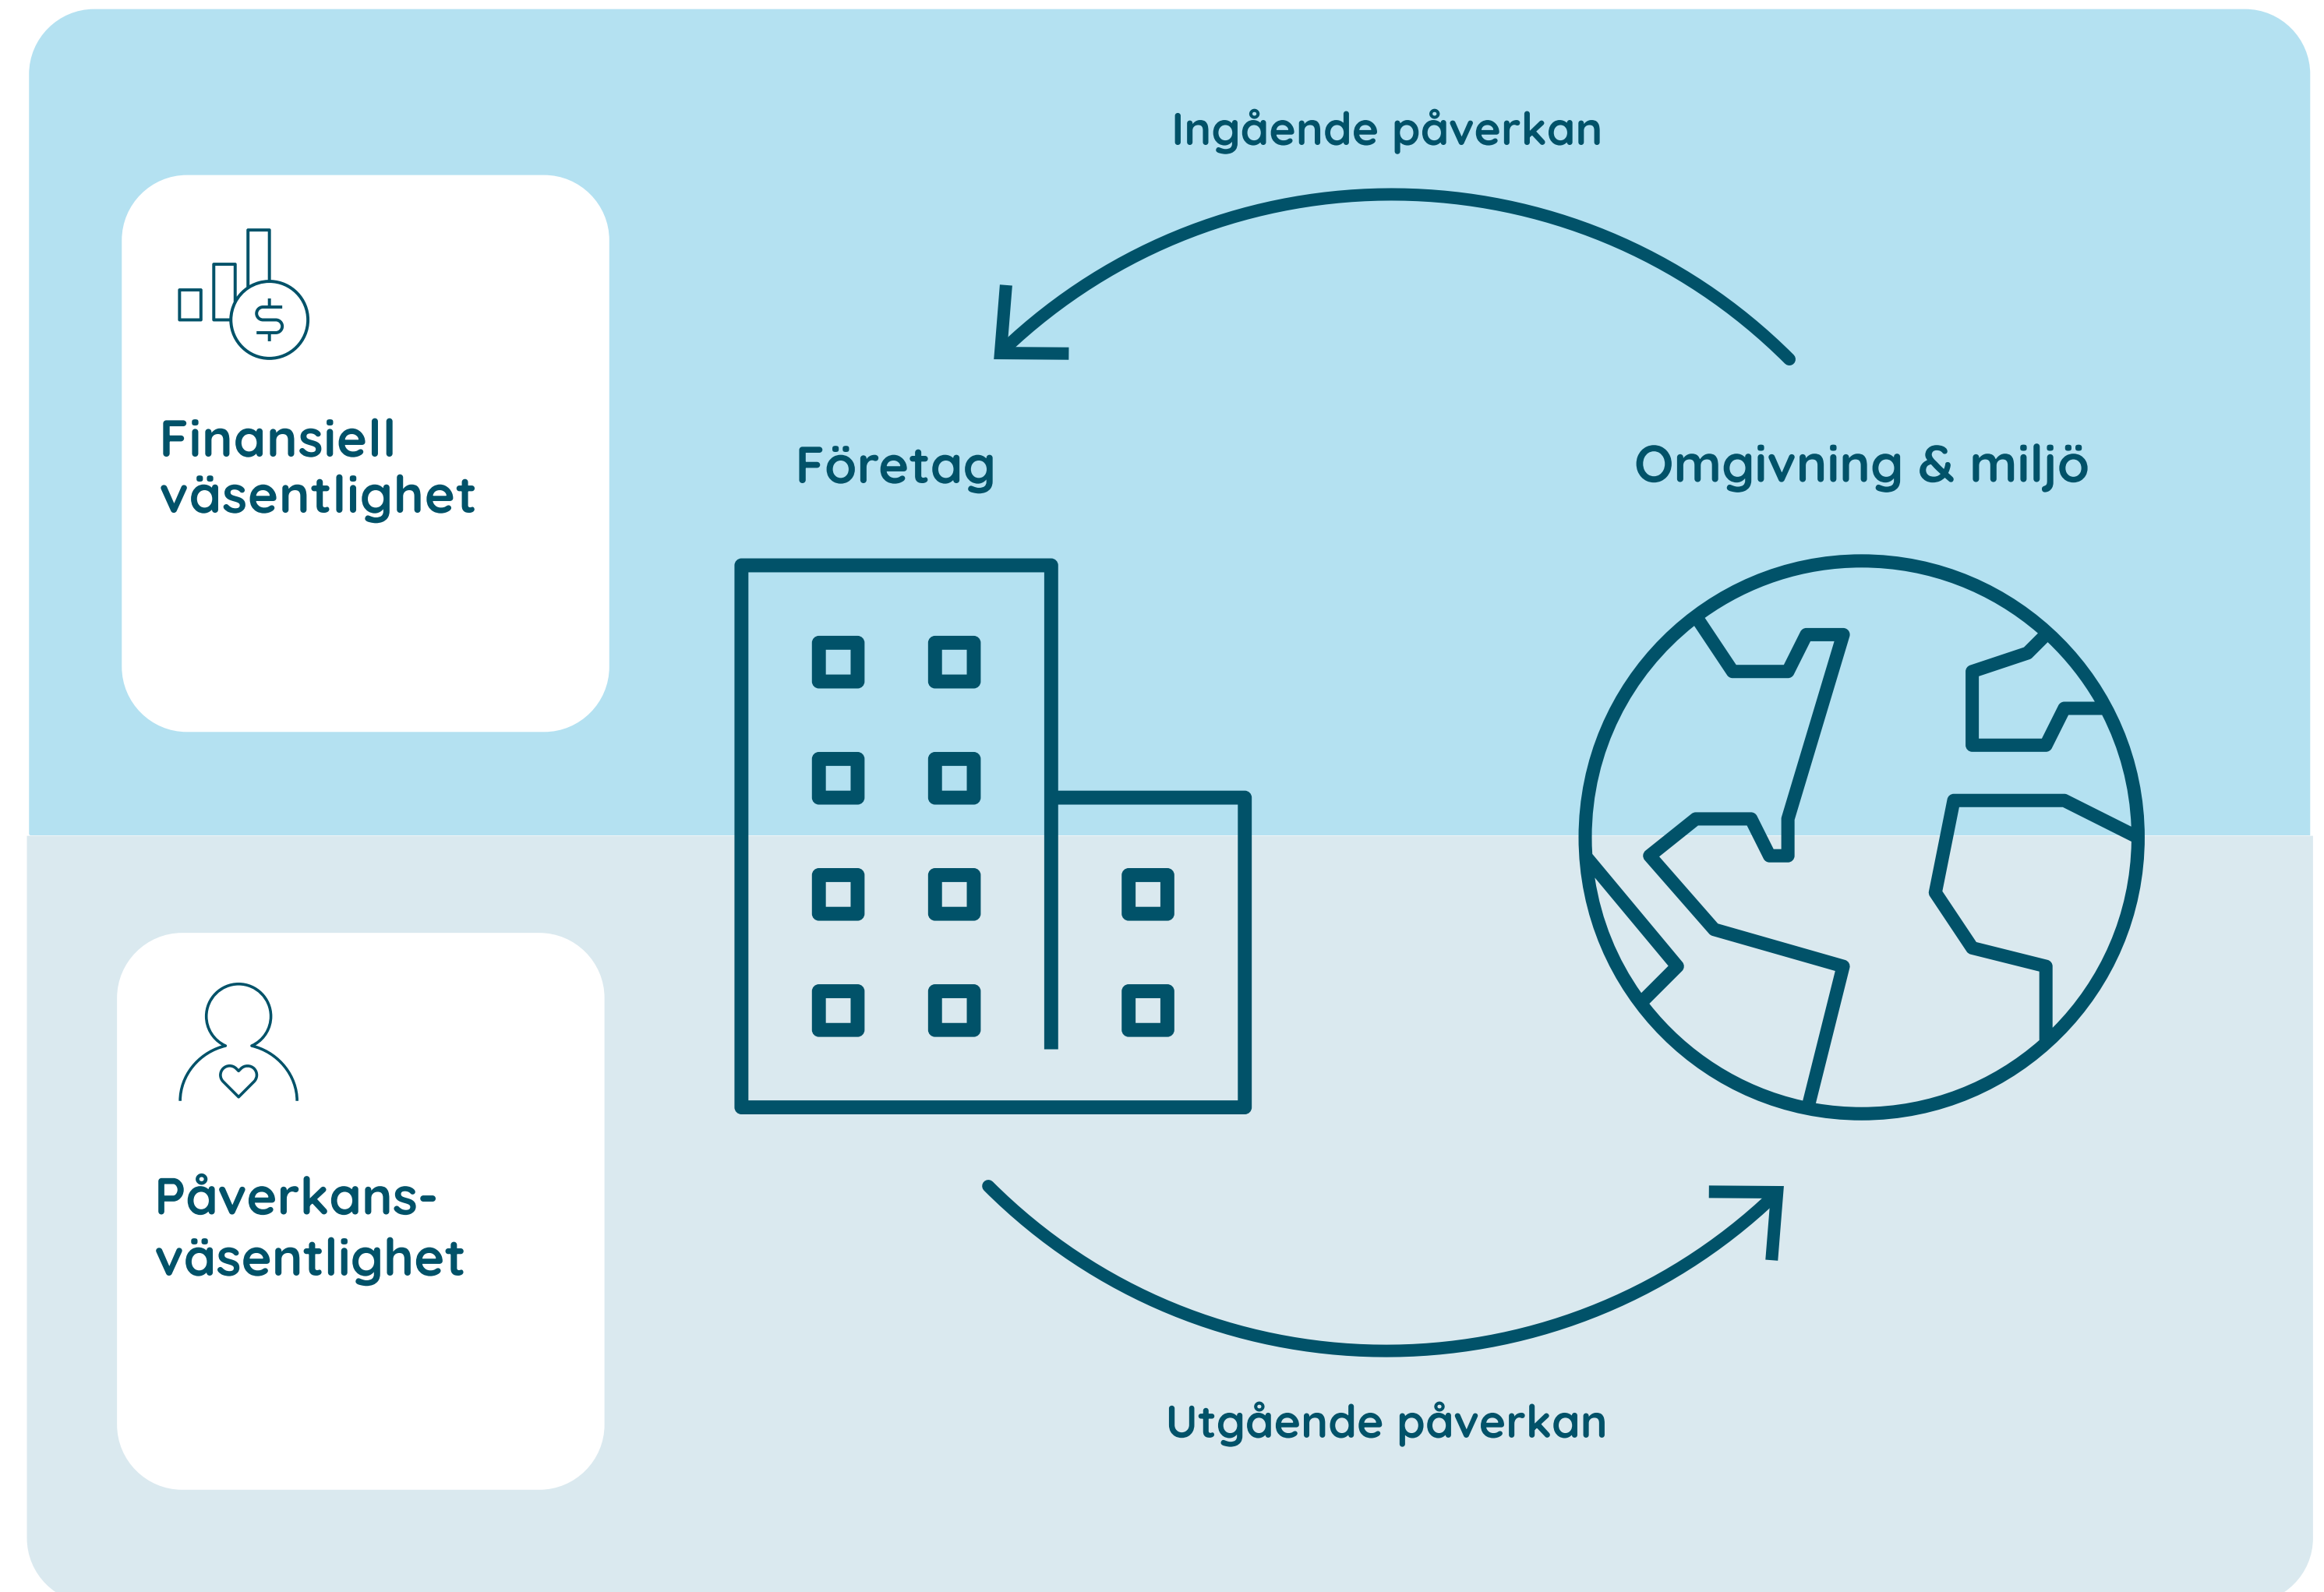 Ingående påverkan
Finansiell
väsentlighet
Företag
Omgivning & miljö
Påverkans-
väsentlighet
Utgående påverkan